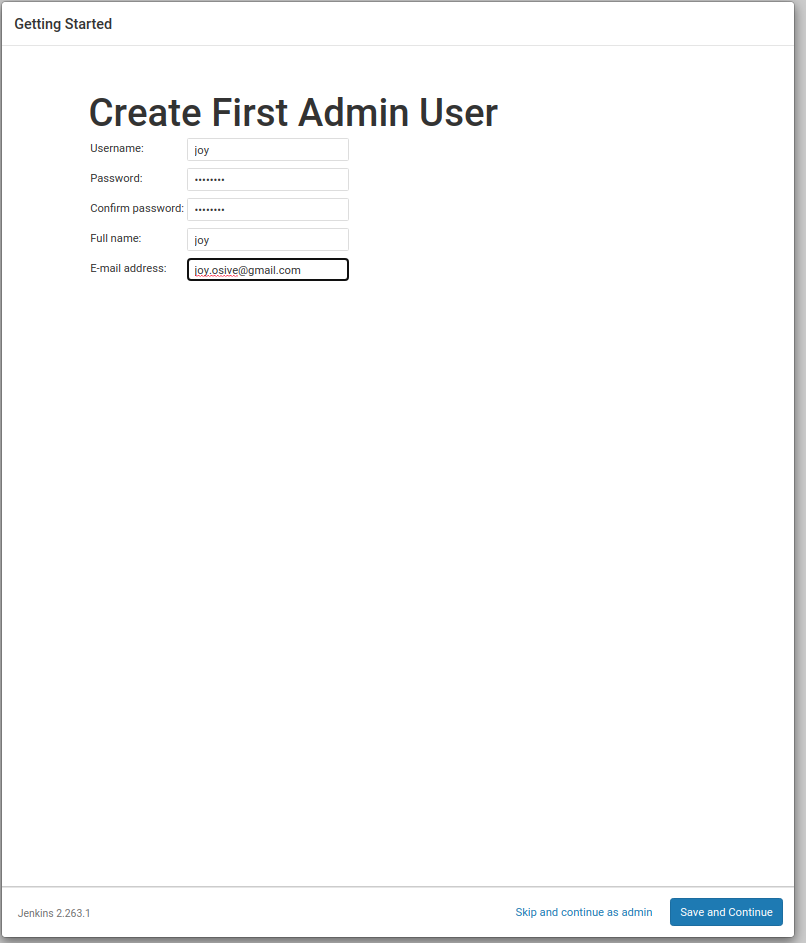 Getting Started
Create First Admin User
Username: joy
Password: ••••••••
Confirm password: ••••••••
Full name: joy
E-mail address: joy.osive@gmail.com
Jenkins 2.263.1 Skip and continue as admin Save and Continue